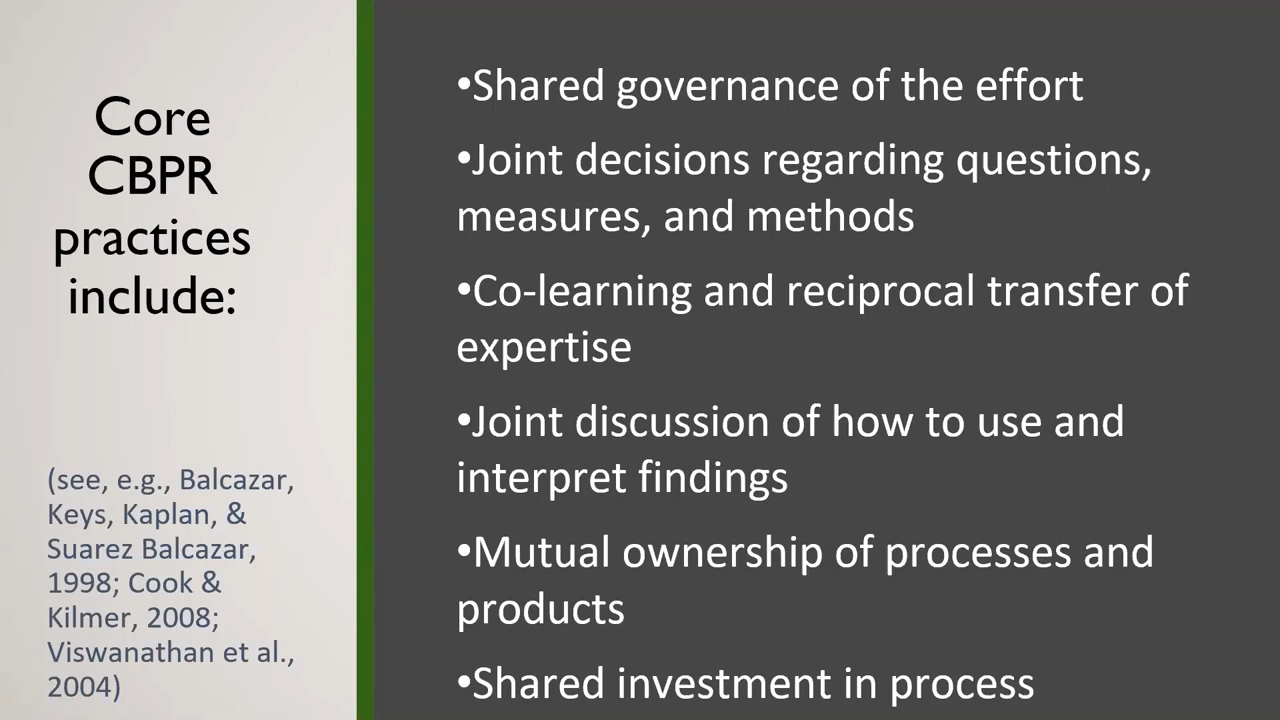 Core
CBPR
practices
include:
(see, e.g., Balcazar,
Keys, Kaplan, &
Suarez Balcazar,
1998; Cook &
Kilmer, 2008;
Viswanathan et al.,
2004)
•Shared governance of the effort
•Joint decisions regarding questions,
measures, and methods
•Co-learning and reciprocal transfer of
expertise
•Joint discussion of how to use and
interpret findings
•Mutual ownership of processes and
products
•Shared investment in process